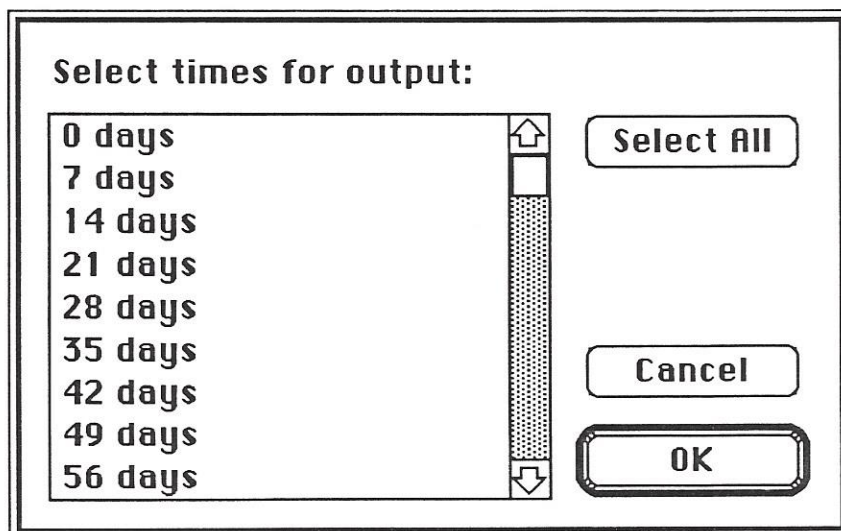 Select times for output:
0 days
7 days
14 days
21 days
28 days
35 days
42 days
49 days
56 days
Select All
Cancel
OK